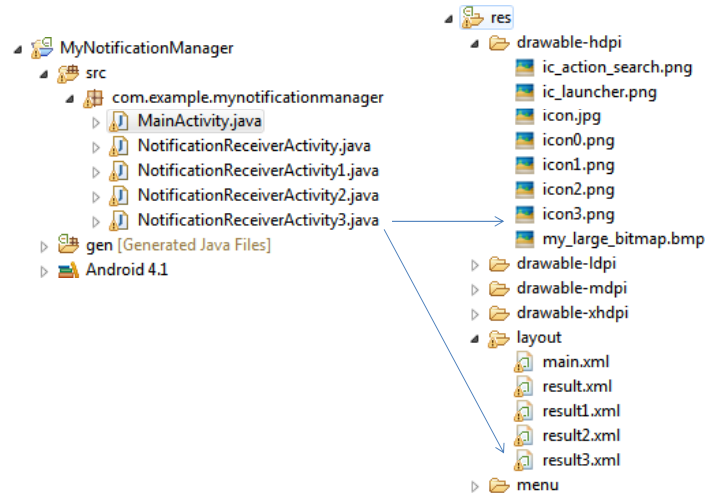 MyNotificationManager
src
com.example.mynotificationmanager
MainActivity.java
NotificationReceiverActivity.java
NotificationReceiverActivity1.java
NotificationReceiverActivity2.java
NotificationReceiverActivity3.java
gen [Generated Java Files]
Android 4.1
res
drawable-hdpi
ic_action_search.png
ic_launcher.png
icon.jpg
icon0.png
icon1.png
icon2.png
icon3.png
my_large_bitmap.bmp
drawable-ldpi
drawable-mdpi
drawable-xhdpi
layout
main.xml
result.xml
result1.xml
result2.xml
result3.xml
menu